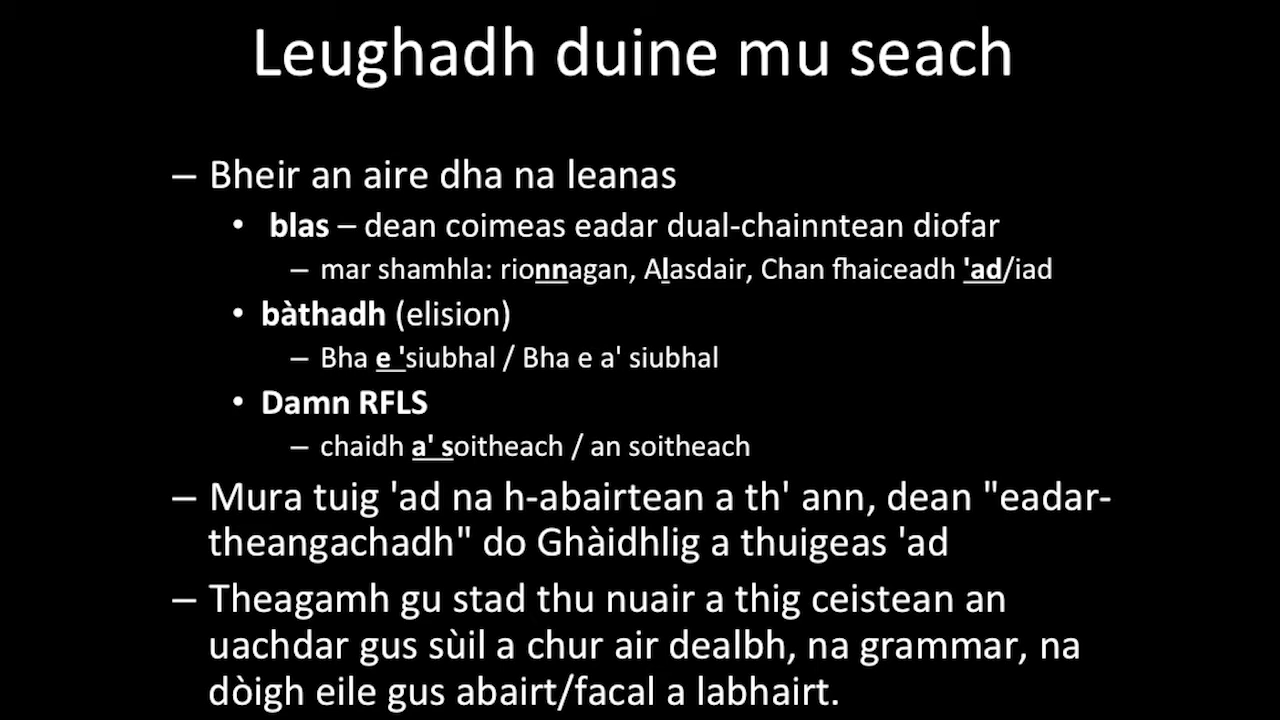 Leughadh duine mu seach
– Bheir an aire dha na leanas
• blas – dean coimeas eadar dual-chainntean diofar
– mar shamhla: rionnagan, Alasdair, Chan fhaiceadh 'ad/iad
• bàthadh (elision)
– Bha e 'siubhal / Bha e a' siubhal
• Damn RFLS
– chaidh a' soitheach / an soitheach
– Mura tuig 'ad na h-abairtean a th' ann, dean "eadar-
theangachadh" do Ghàidhlig a thuigeas 'ad
– Theagamh gu stad thu nuair a thig ceistean an
uachdar gus sùil a chur air dealbh, na grammar, na
dòigh eile gus abairt/facal a labhairt.